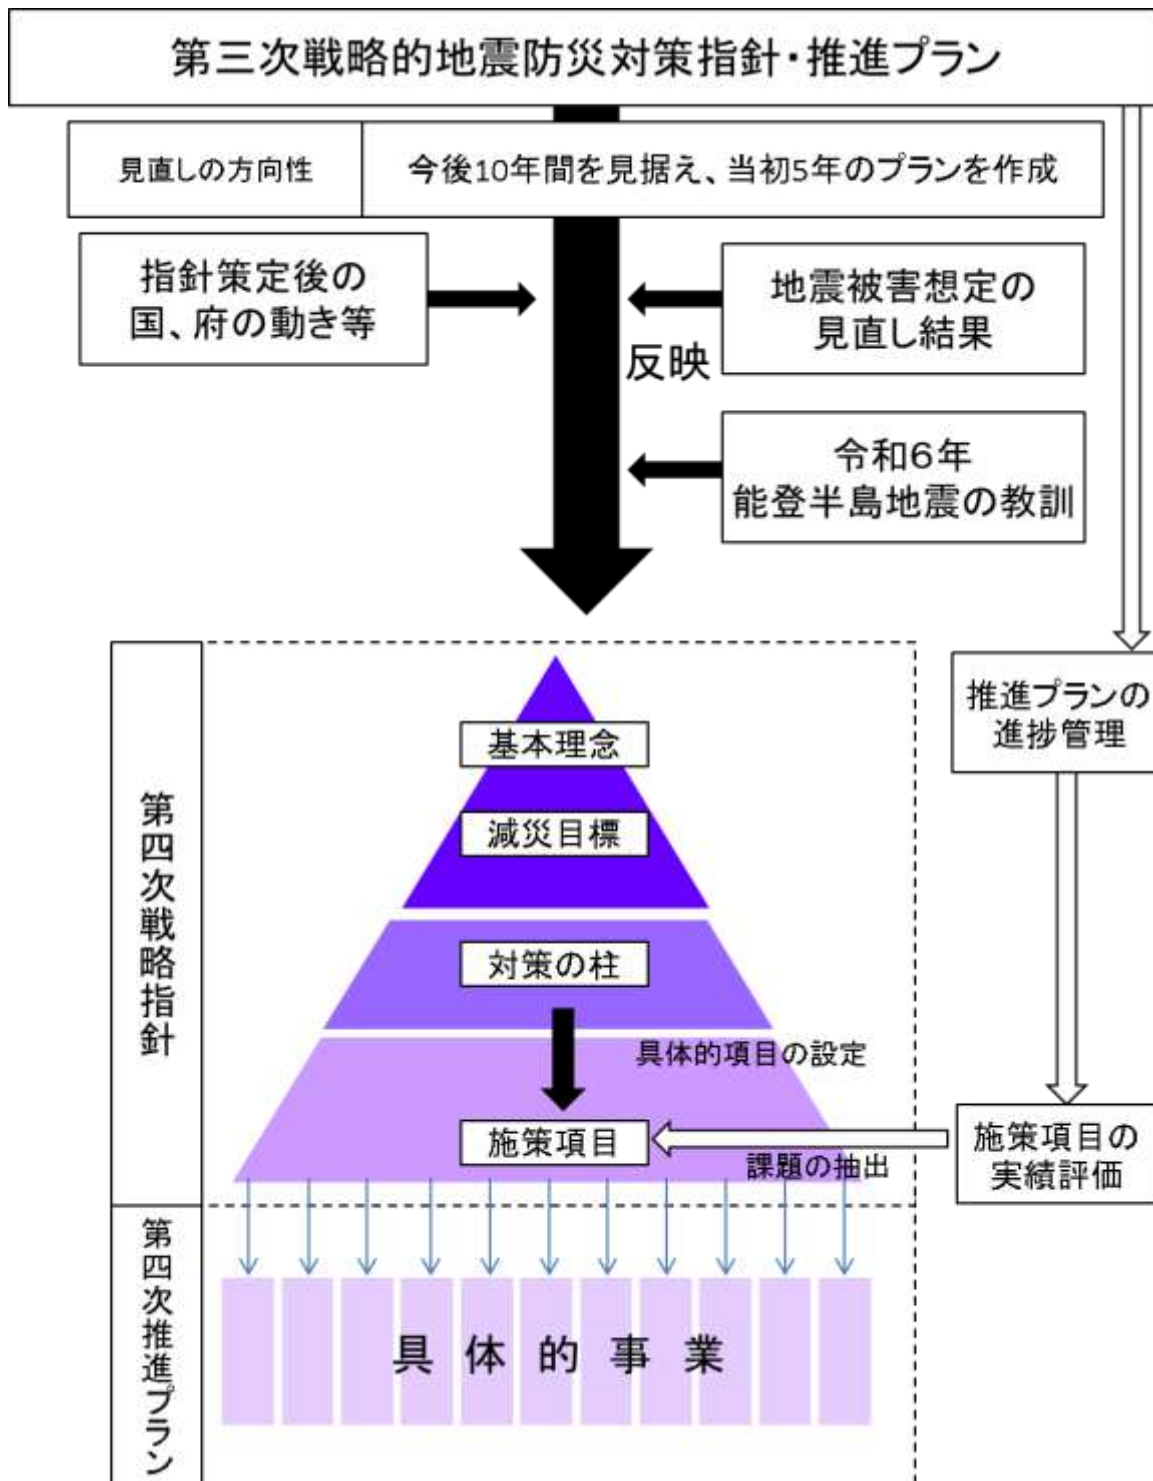 第三次戦略的地震防災対策指針・推進プラン
見直しの方向性
今後10年間を見据え、当初5年のプランを作成
指針策定後の
国、府の動き等
地震被害想定の
見直し結果
反映
令和6年
能登半島地震の教訓
第四次戦略指針
基本理念
減災目標
対策の柱
具体的項目の設定
施策項目
課題の抽出
推進プランの
進捗管理
施策項目の
実績評価
第四次推進プラン
具体的事業